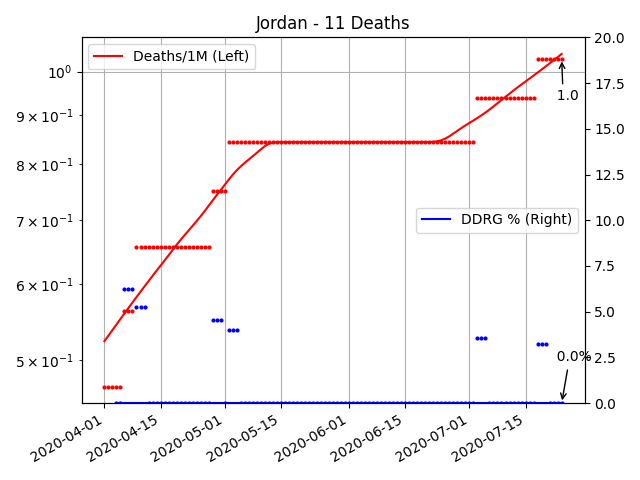 Jordan - 11 Deaths
Deaths/1M (Left)
DDRG % (Right)
1.0
0.0%
10⁰
9 × 10⁻¹
8 × 10⁻¹
7 × 10⁻¹
6 × 10⁻¹
5 × 10⁻¹
20.0
17.5
15.0
12.5
10.0
7.5
5.0
2.5
0.0
2020-04-01
2020-04-15
2020-05-01
2020-05-15
2020-06-01
2020-06-15
2020-07-01
2020-07-15